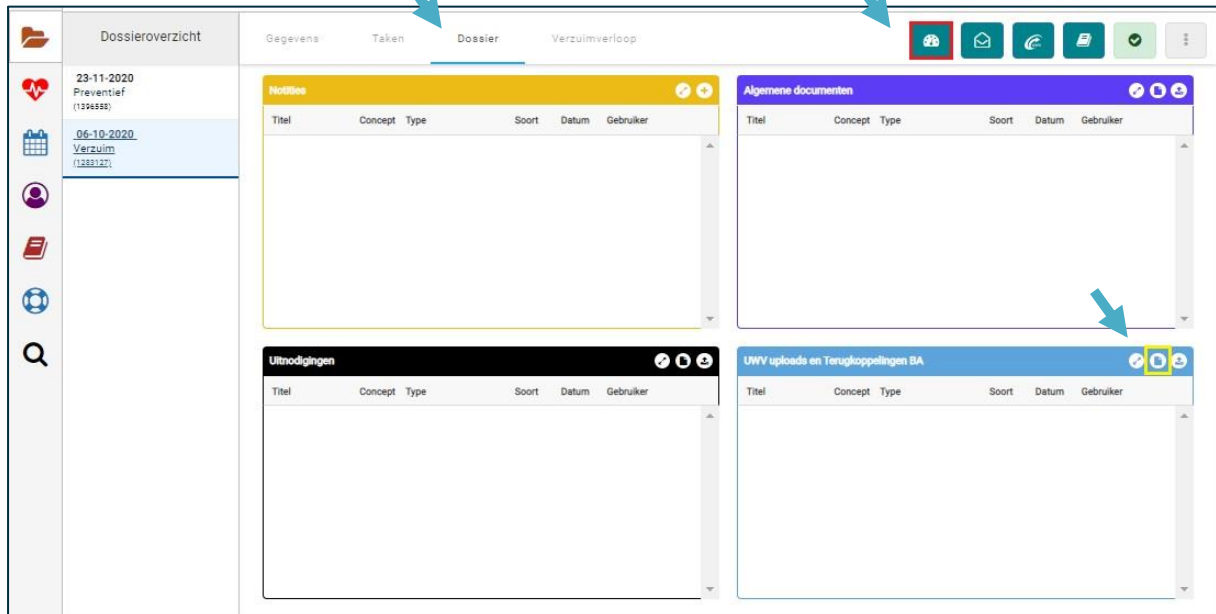 Dossieroverzicht
Gegevens Taken Dossier Verzuimverloop
23-11-2020
Preventief
(1396558)
06-10-2020
Verzuim
(1283127)
Notities
Titel Concept Type Soort Datum Gebruiker
Algemene documenten
Titel Concept Type Soort Datum Gebruiker
Uitnodigingen
Titel Concept Type Soort Datum Gebruiker
UWV uploads en Terugkoppelingen BA
Titel Concept Type Soort Datum Gebruiker